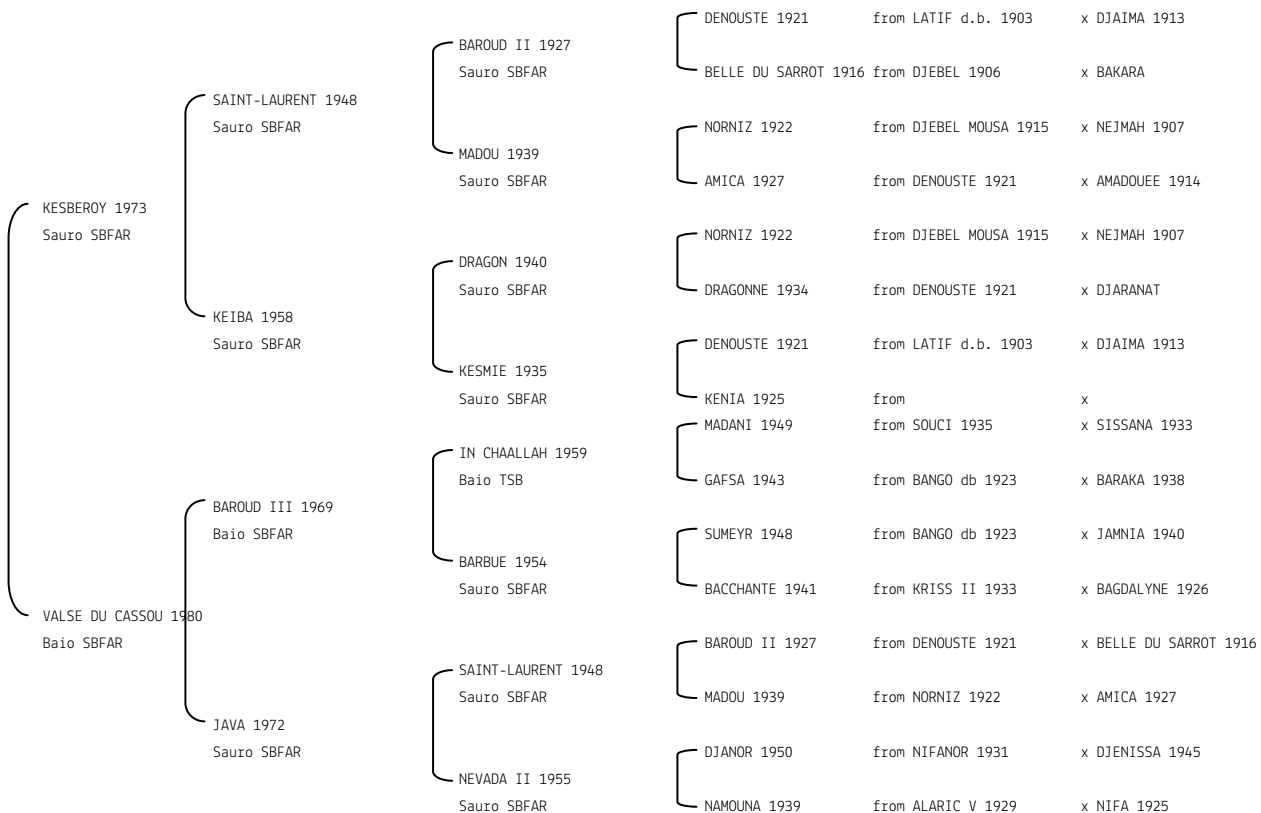 DENOUSTE 1921 from LATIF d.b. 1903 x DJAIMA 1913
BAROUD II 1927
Sauro SBFAR
BELLE DU SARROT 1916 from DJEBEL 1906 x BAKARA
SAINT-LAURENT 1948
Sauro SBFAR
NORNIZ 1922 from DJEBEL MOUSA 1915 x NEJMAH 1907
MADOU 1939
Sauro SBFAR
AMICA 1927 from DENOUSTE 1921 x AMADOUEE 1914
KESBEROY 1973
Sauro SBFAR
NORNIZ 1922 from DJEBEL MOUSA 1915 x NEJMAH 1907
DRAGON 1940
Sauro SBFAR
DRAGONNE 1934 from DENOUSTE 1921 x DJARANAT
KEIBA 1958
Sauro SBFAR
DENOUSTE 1921 from LATIF d.b. 1903 x DJAIMA 1913
KESMIE 1935
Sauro SBFAR
KENIA 1925 from x
MADANI 1949 from SOUCI 1935 x SISSANA 1933
IN CHAALLAH 1959
Baio TSB
GAFSA 1943 from BANGO db 1923 x BARAKA 1938
BAROUD III 1969
Baio SBFAR
SUMEYR 1948 from BANGO db 1923 x JAMNIA 1940
BARBUE 1954
Sauro SBFAR
BACCHANTE 1941 from KRISS II 1933 x BAGDALYNE 1926
VALSE DU CASSOU 1980
Baio SBFAR
BAROUD II 1927 from DENOUSTE 1921 x BELLE DU SARROT 1916
SAINT-LAURENT 1948
Sauro SBFAR
MADOU 1939 from NORNIZ 1922 x AMICA 1927
JAVA 1972
Sauro SBFAR
DJANOR 1950 from NIFANOR 1931 x DJENISSA 1945
NEVADA II 1955
Sauro SBFAR
NAMOUNA 1939 from ALARIC V 1929 x NIFA 1925